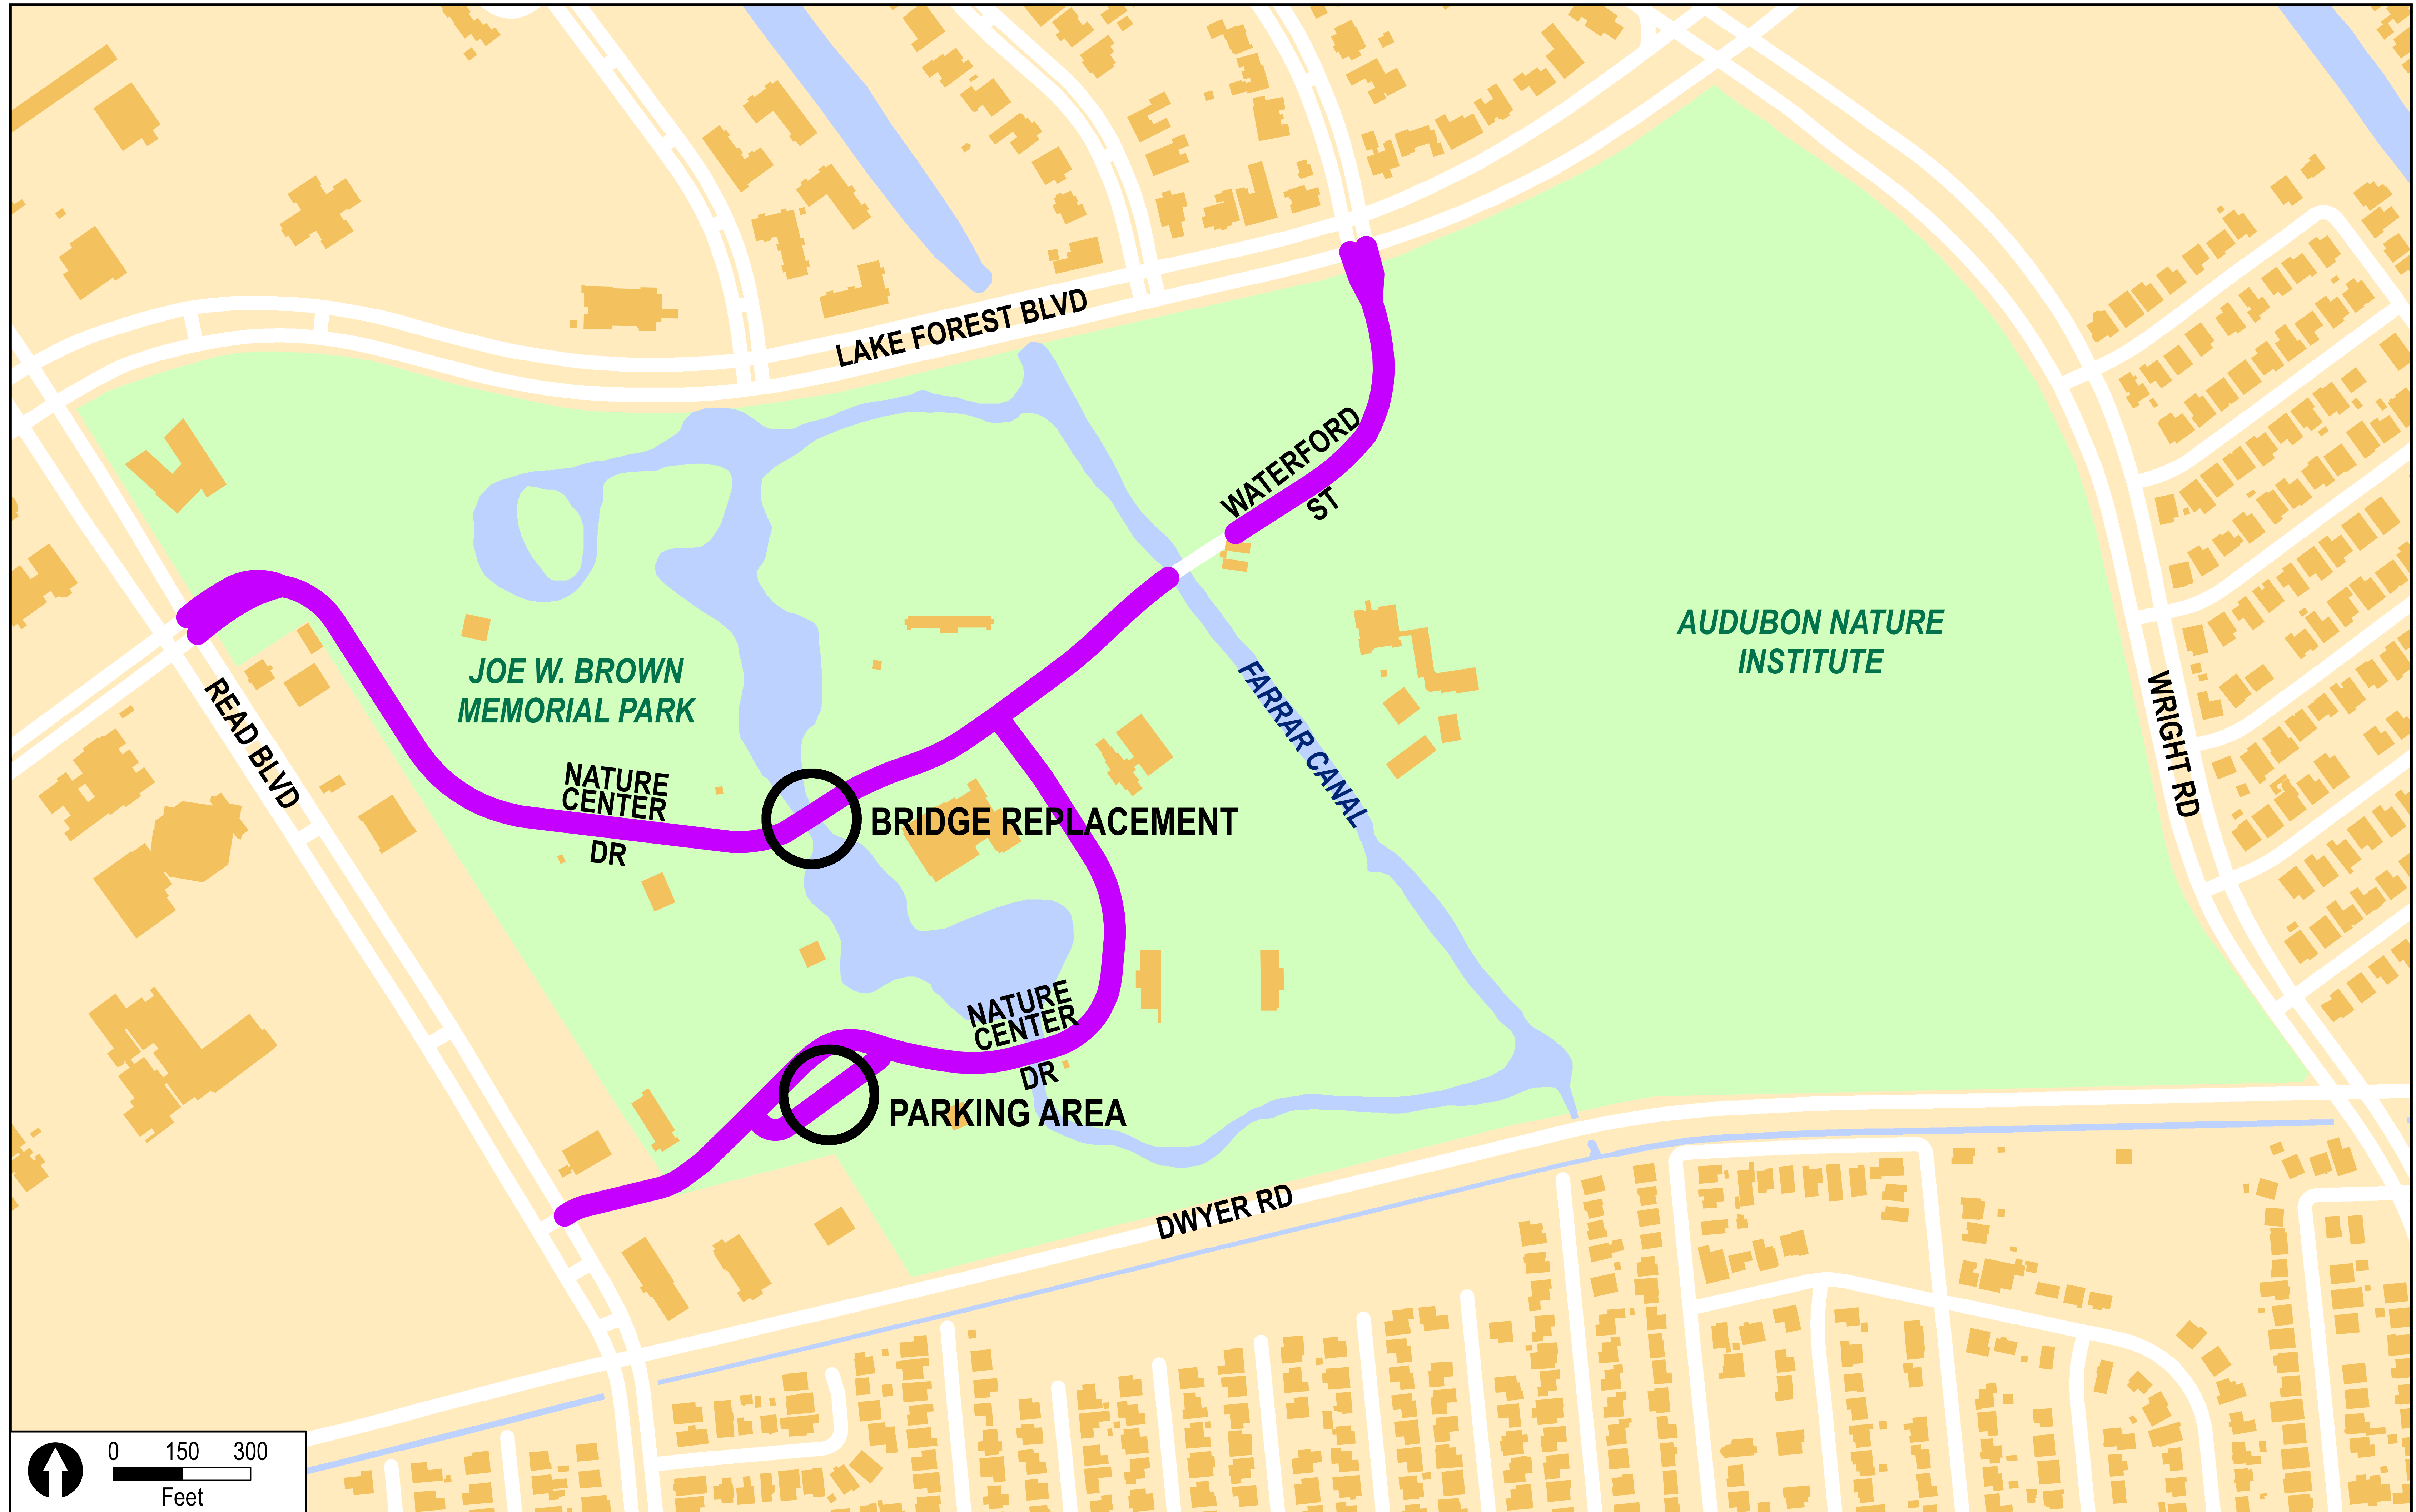 LAKE FOREST BLVD
WATERFORD
ST
AUDUBON NATURE
INSTITUTE
JOE W. BROWN
MEMORIAL PARK
READ BLVD
FARRAR CANAL
WRIGHT RD
NATURE
CENTER
DR
BRIDGE REPLACEMENT
NATURE
CENTER
DR
PARKING AREA
DWYER RD
0 150 300
Feet